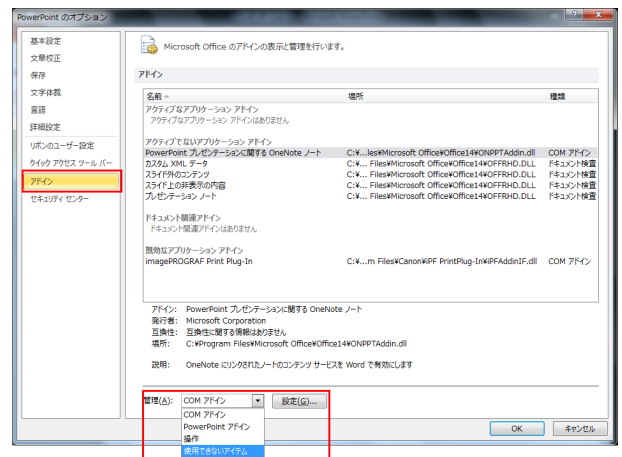 PowerPoint のオプション
基本設定
文章校正
保存
文字体裁
言語
詳細設定
リボンのユーザー設定
クイック アクセス ツール バー
アドイン
セキュリティ センター
Microsoft Office のアドインの表示と管理を行います。
アドイン
名前 場所 種類
アクティブなアプリケーション アドイン
アクティブなアプリケーション アドインはありません
アクティブでないアプリケーション アドイン
PowerPoint プレゼンテーションに関する OneNote ノート C:¥...les¥Microsoft Office¥Office14¥ONPPTAddin.dll COM アドイン
カスタム XML データ C:¥... Files¥Microsoft Office¥Office14¥OFFRHD.DLL ドキュメント検査
スライド外のコンテンツ C:¥... Files¥Microsoft Office¥Office14¥OFFRHD.DLL ドキュメント検査
スライド上の非表示の内容 C:¥... Files¥Microsoft Office¥Office14¥OFFRHD.DLL ドキュメント検査
プレゼンテーション ノート C:¥... Files¥Microsoft Office¥Office14¥OFFRHD.DLL ドキュメント検査
ドキュメント関連アドイン
ドキュメント関連アドインはありません
無効なアプリケーション アドイン
imagePROGRAF Print Plug-In C:¥...m Files¥Canon¥iPF PrintPlug-In¥iPFAddinIF.dll COM アドイン
アドイン: PowerPoint プレゼンテーションに関する OneNote ノート
発行者: Microsoft Corporation
互換性: 互換性に関する情報はありません
場所: C:¥Program Files¥Microsoft Office¥Office14¥ONPPTAddin.dll
説明: OneNote にリンクされたノートのコンテンツ サービスを Word で有効にします
管理(A): COM アドイン 設定(G)...
COM アドイン
PowerPoint アドイン
操作
使用できないアイテム
OK キャンセル